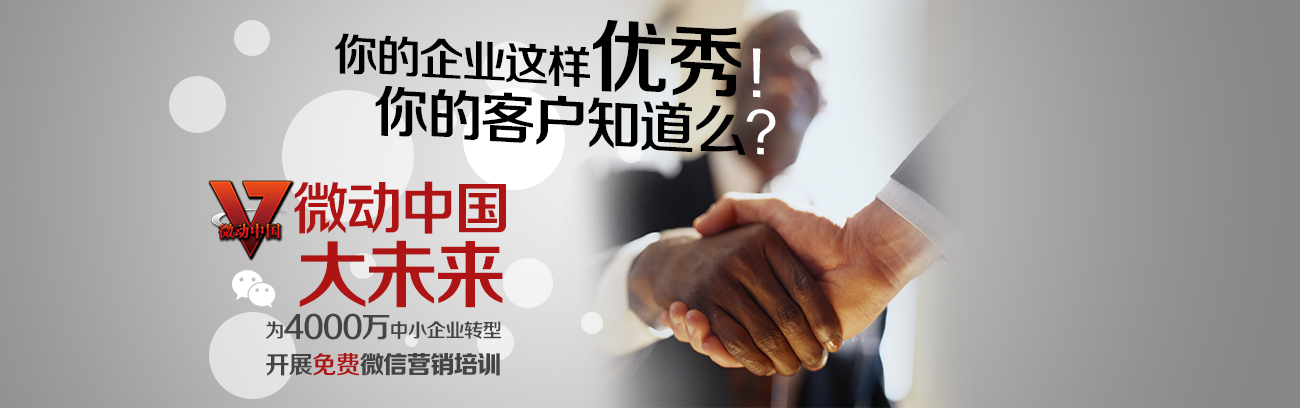 你的企业这样优秀!
你的客户知道么?
微动中国
微动中国
大未来
为4000万中小企业转型
开展免费微信营销培训